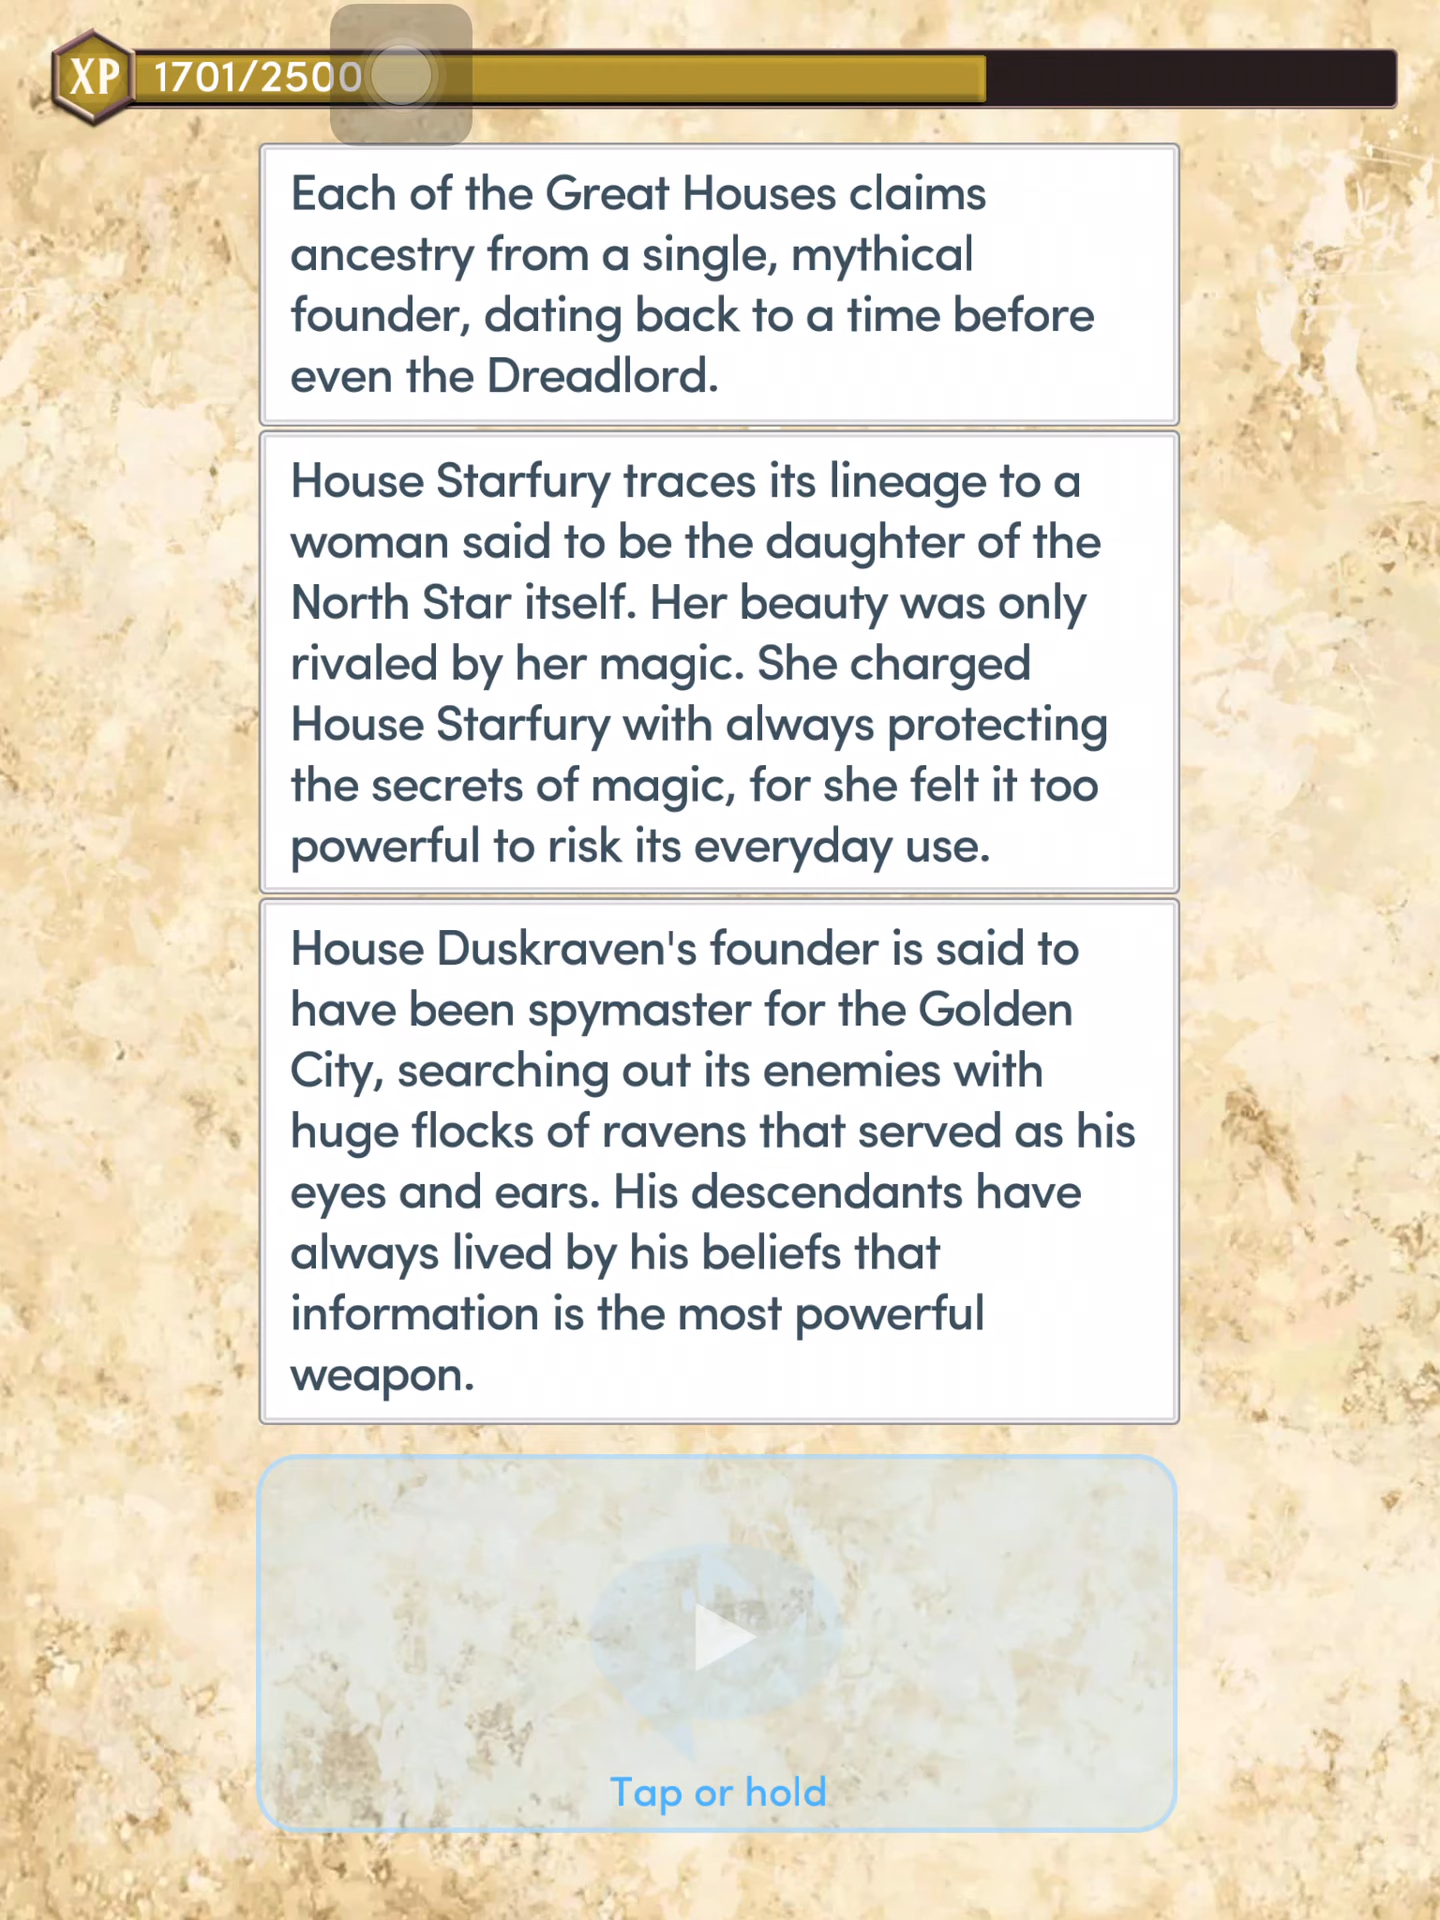 XP 1701/2500
Each of the Great Houses claims
ancestry from a single, mythical
founder, dating back to a time before
even the Dreadlord.
House Starfury traces its lineage to a
woman said to be the daughter of the
North Star itself. Her beauty was only
rivaled by her magic. She charged
House Starfury with always protecting
the secrets of magic, for she felt it too
powerful to risk its everyday use.
House Duskraven's founder is said to
have been spymaster for the Golden
City, searching out its enemies with
huge flocks of ravens that served as his
eyes and ears. His descendants have
always lived by his beliefs that
information is the most powerful
weapon.
Tap or hold